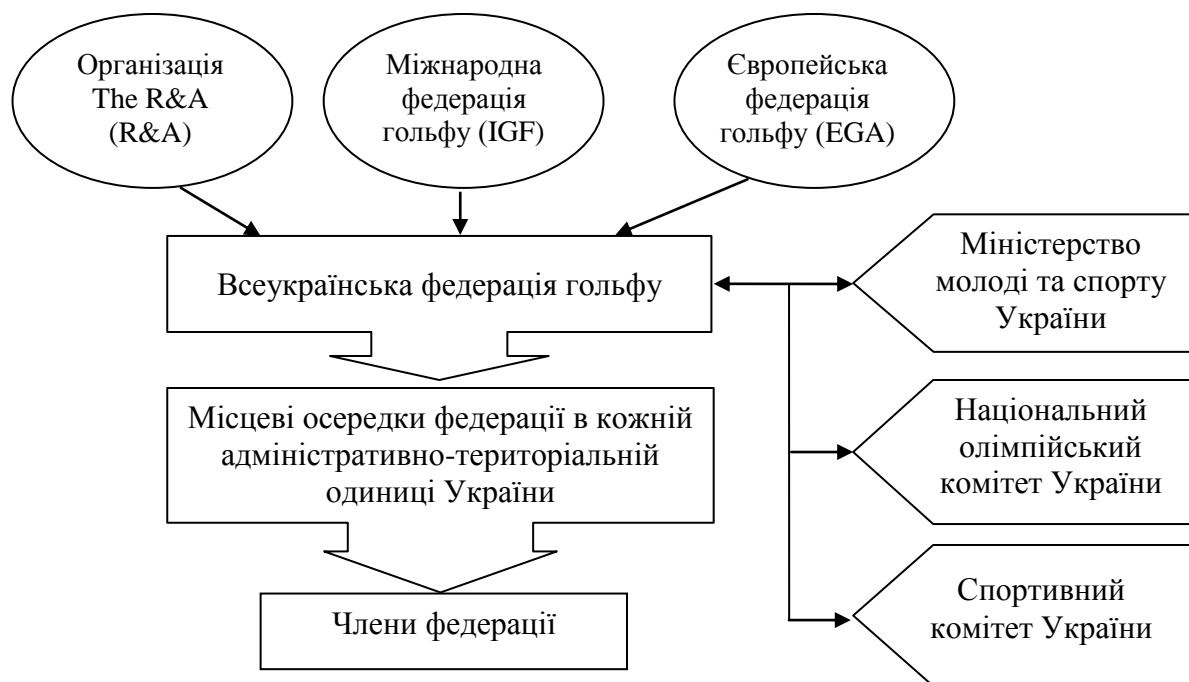 Організація
The R&A
(R&A)
Міжнародна
федерація
гольфу (IGF)
Європейська
федерація
гольфу (EGA)
Всеукраїнська федерація гольфу
Міністерство
молоді та спорту
України
Місцеві осередки федерації в кожній
адміністративно-територіальній
одиниці України
Національний
олімпійський
комітет України
Члени федерації
Спортивний
комітет України